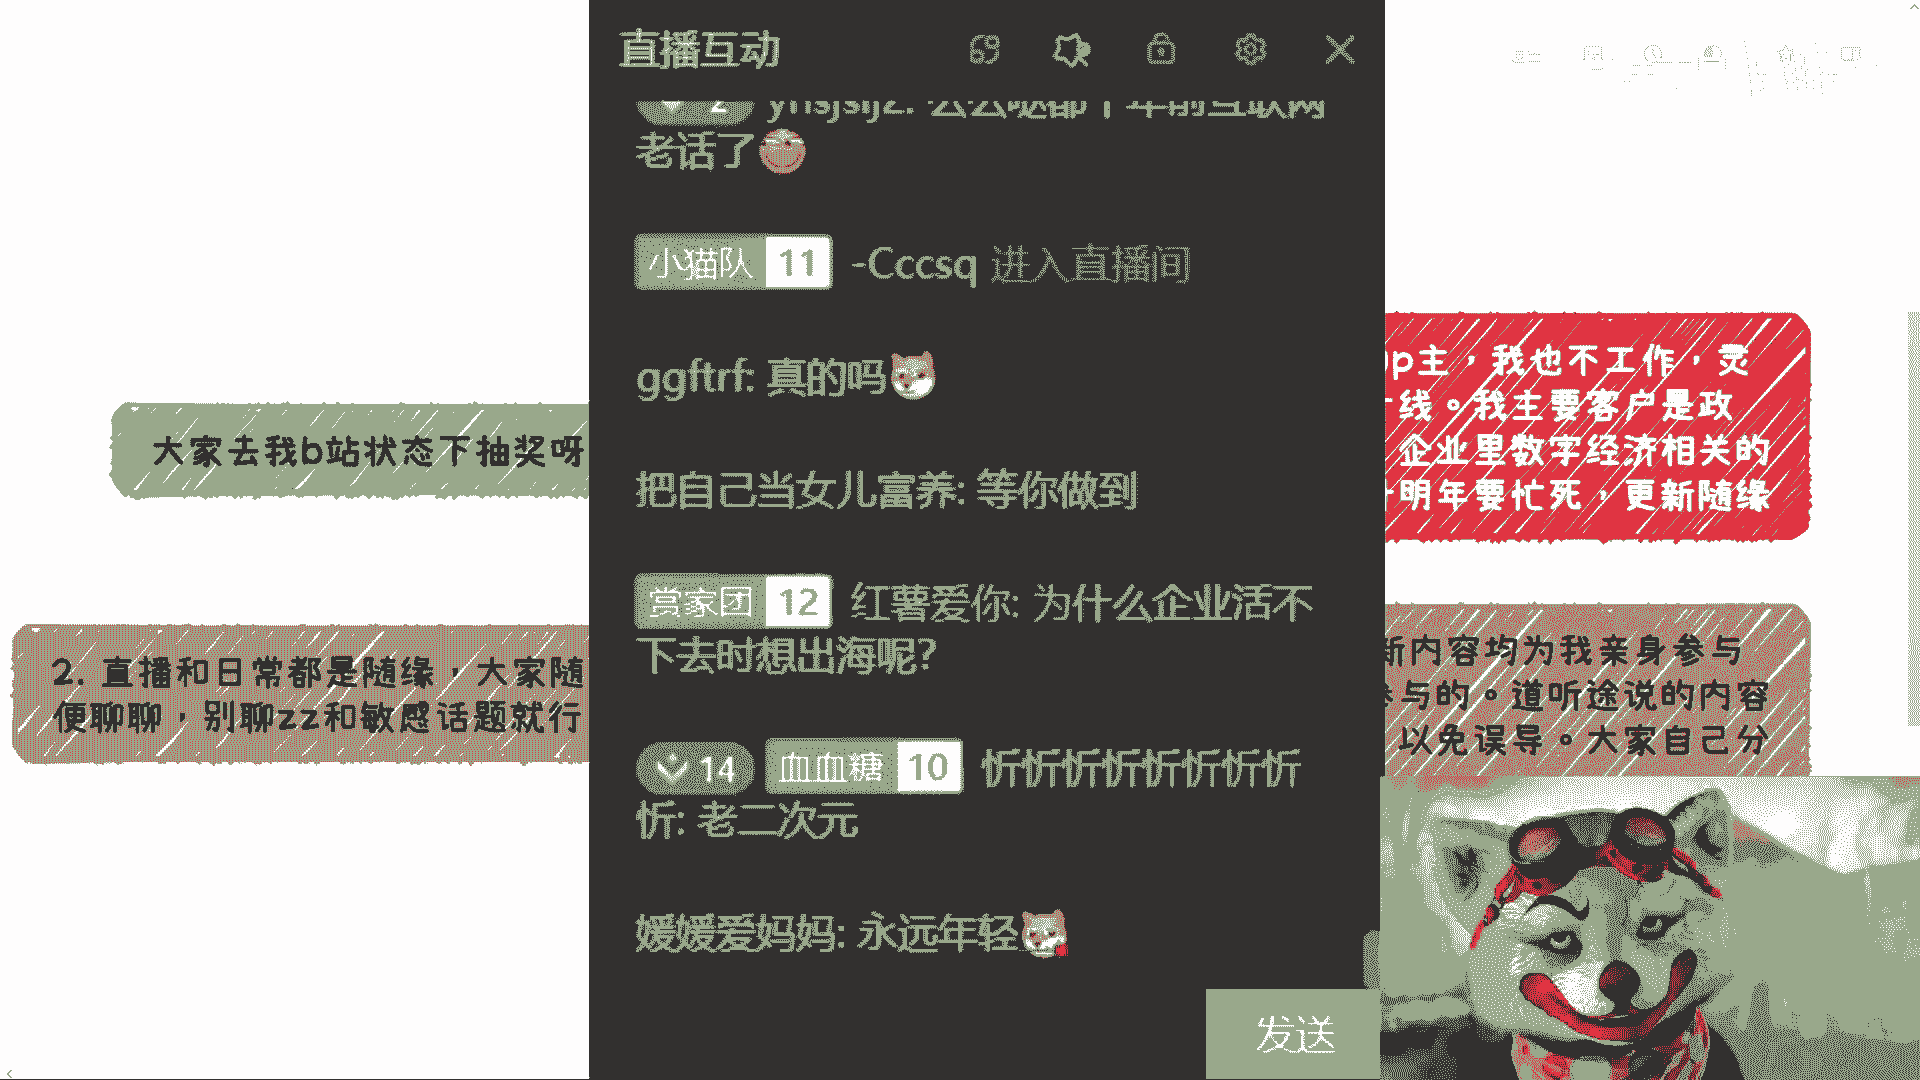 直播互动
老话了
小猫队 11 -Cccsq 进入直播间
ggftrf: 真的吗
把自己当女儿富养: 等你做到
赏家团 12 红薯爱你: 为什么企业活不
下去时想出海呢?
14 血血糖 10 忻忻忻忻忻忻忻忻
忻: 老二次元
媛媛爱妈妈: 永远年轻
发送
大家去我b站状态下抽奖呀
2. 直播和日常都是随缘，大家随
便聊聊，别聊zz和敏感话题就行
p主，我也不工作，灵
线。我主要客户是政
企业里数字经济相关的
明年要忙死，更新随缘
新内容均为我亲身参与
参与的。道听途说的内容
以免误导。大家自己分